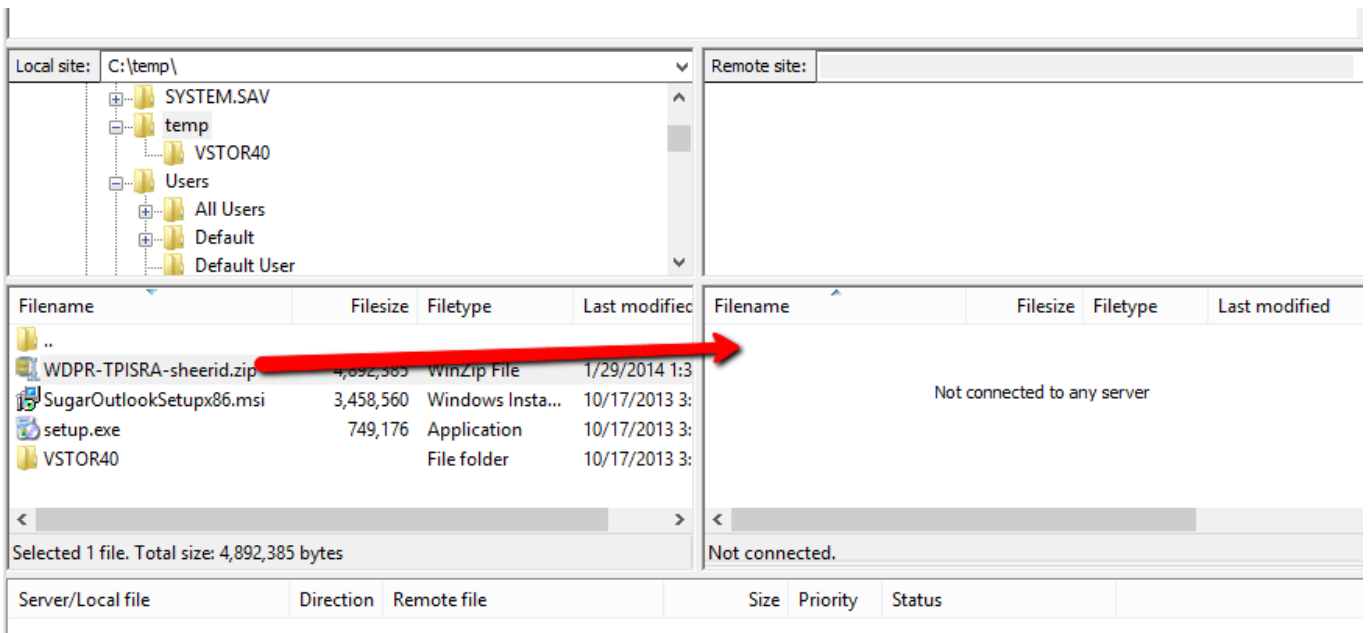 Local site: C:\temp\
SYSTEM.SAV
temp
VSTOR40
Users
All Users
Default
Default User
Remote site:
Filename Filesize Filetype Last modified
..
WDPR-TPISRA-sheerid.zip 4,892,385 WinZip File 1/29/2014 1:3
SugarOutlookSetupx86.msi 3,458,560 Windows Insta... 10/17/2013 3:
setup.exe 749,176 Application 10/17/2013 3:
VSTOR40 File folder 10/17/2013 3:
Selected 1 file. Total size: 4,892,385 bytes
Filename Filesize Filetype Last modified
Not connected to any server
Not connected.
Server/Local file Direction Remote file Size Priority Status